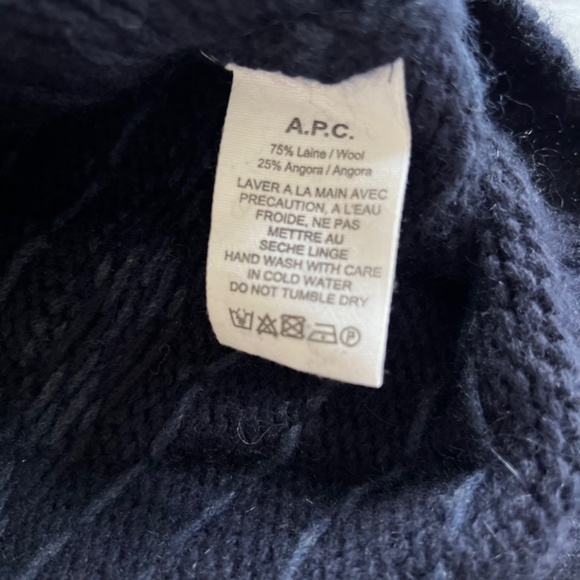 A.P.C.
75% Laine / Wool
25% Angora / Angora
LAVER A LA MAIN AVEC
PRECAUTION, A L'EAU
FROIDE, NE PAS
METTRE AU
SECHE LINGE
HAND WASH WITH CARE
IN COLD WATER
DO NOT TUMBLE DRY
P